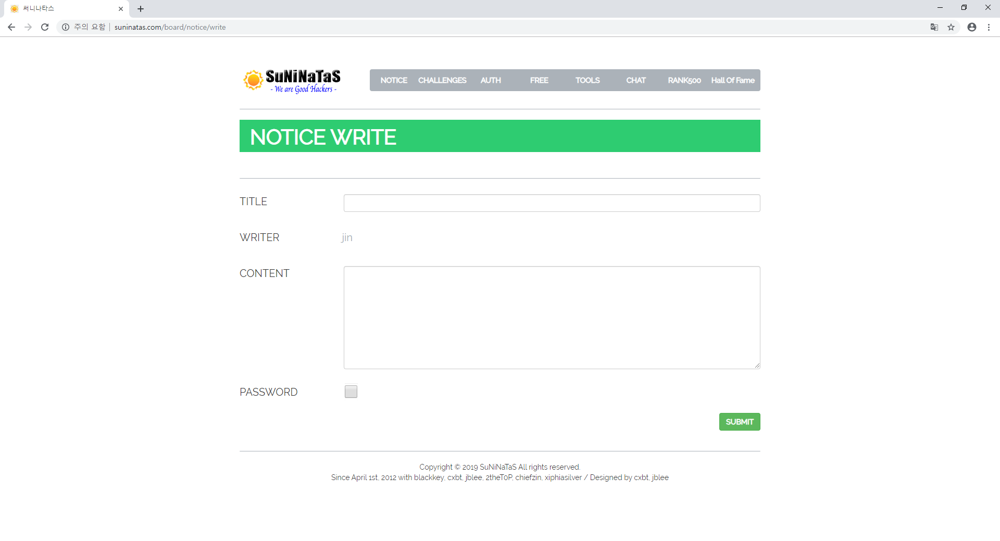 써니나타스
주의 요함 suninatas.com/board/notice/write
SuNiNaTaS
- We are Good Hackers -
NOTICE CHALLENGES AUTH FREE TOOLS CHAT RANK500 Hall Of Fame
NOTICE WRITE
TITLE
WRITER jin
CONTENT
PASSWORD
SUBMIT
Copyright © 2019 SuNiNaTaS All rights reserved.
Since April 1st, 2012 with blackkey, cxbt, jblee, 2theT0P, chiefzin, xiphiasilver / Designed by cxbt, jblee